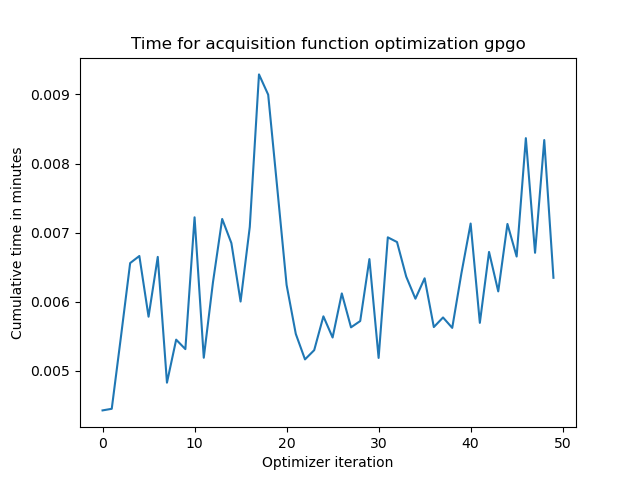 Time for acquisition function optimization gpgo
0.009
0.008
0.007
0.006
0.005
Cumulative time in minutes
0 10 20 30 40 50
Optimizer iteration